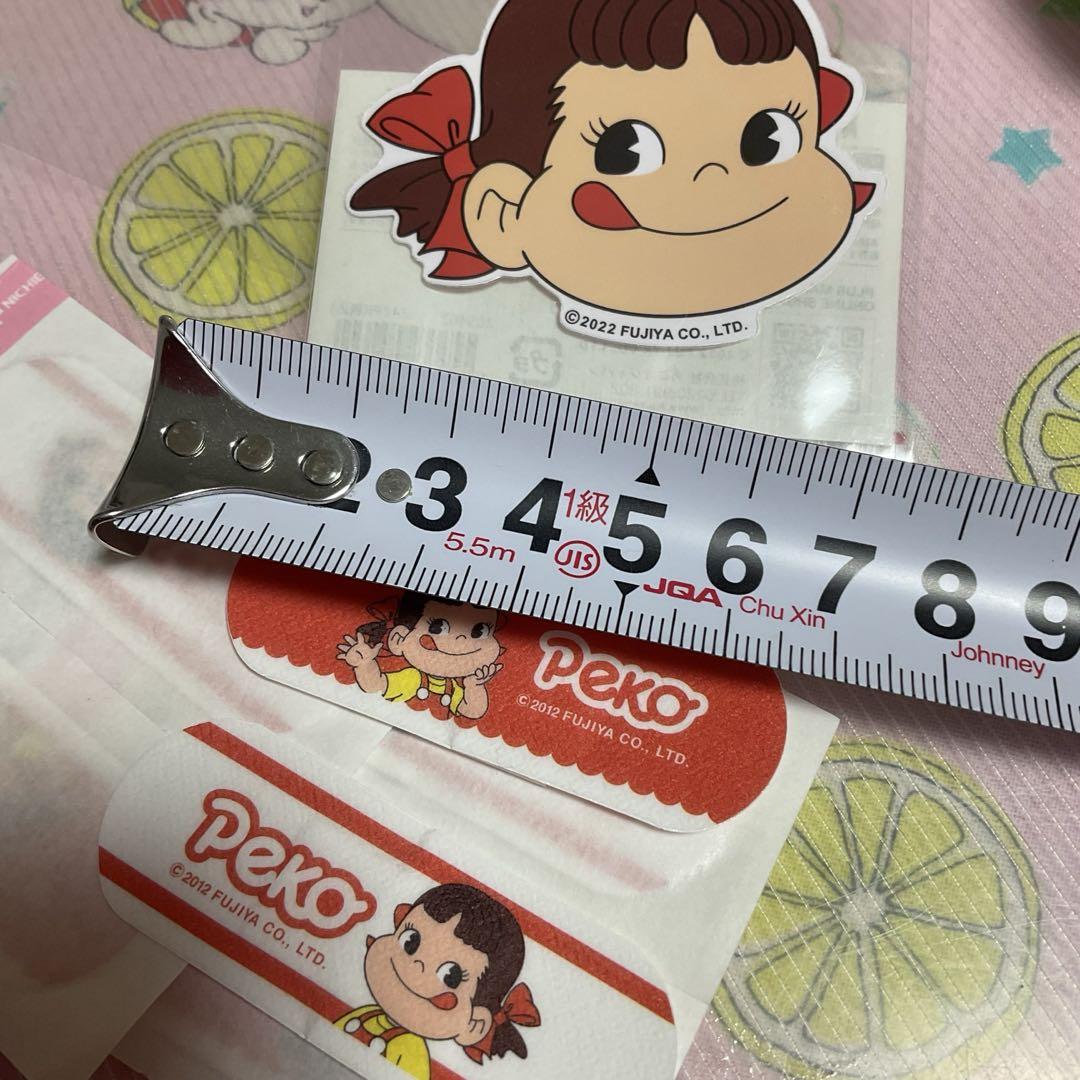 ©2022 FUJIYA CO., LTD.
NICHIE
2 3 4 1級 5 6 7 8 9
5.5m JIS JQA Chu Xin Johnney
Peko
©2012 FUJIYA CO., LTD.
Peko
©2012 FUJIYA CO., LTD.